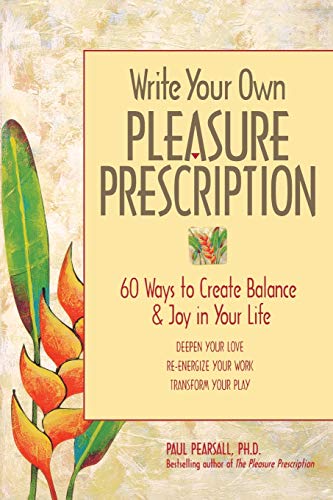 Write Your Own
PLEASURE
PRESCRIPTION
60 Ways to Create Balance
& Joy in Your Life
DEEPEN YOUR LOVE
RE-ENERGIZE YOUR WORK
TRANSFORM YOUR PLAY
PAUL PEARSALL, PH.D.
Bestselling author of The Pleasure Prescription